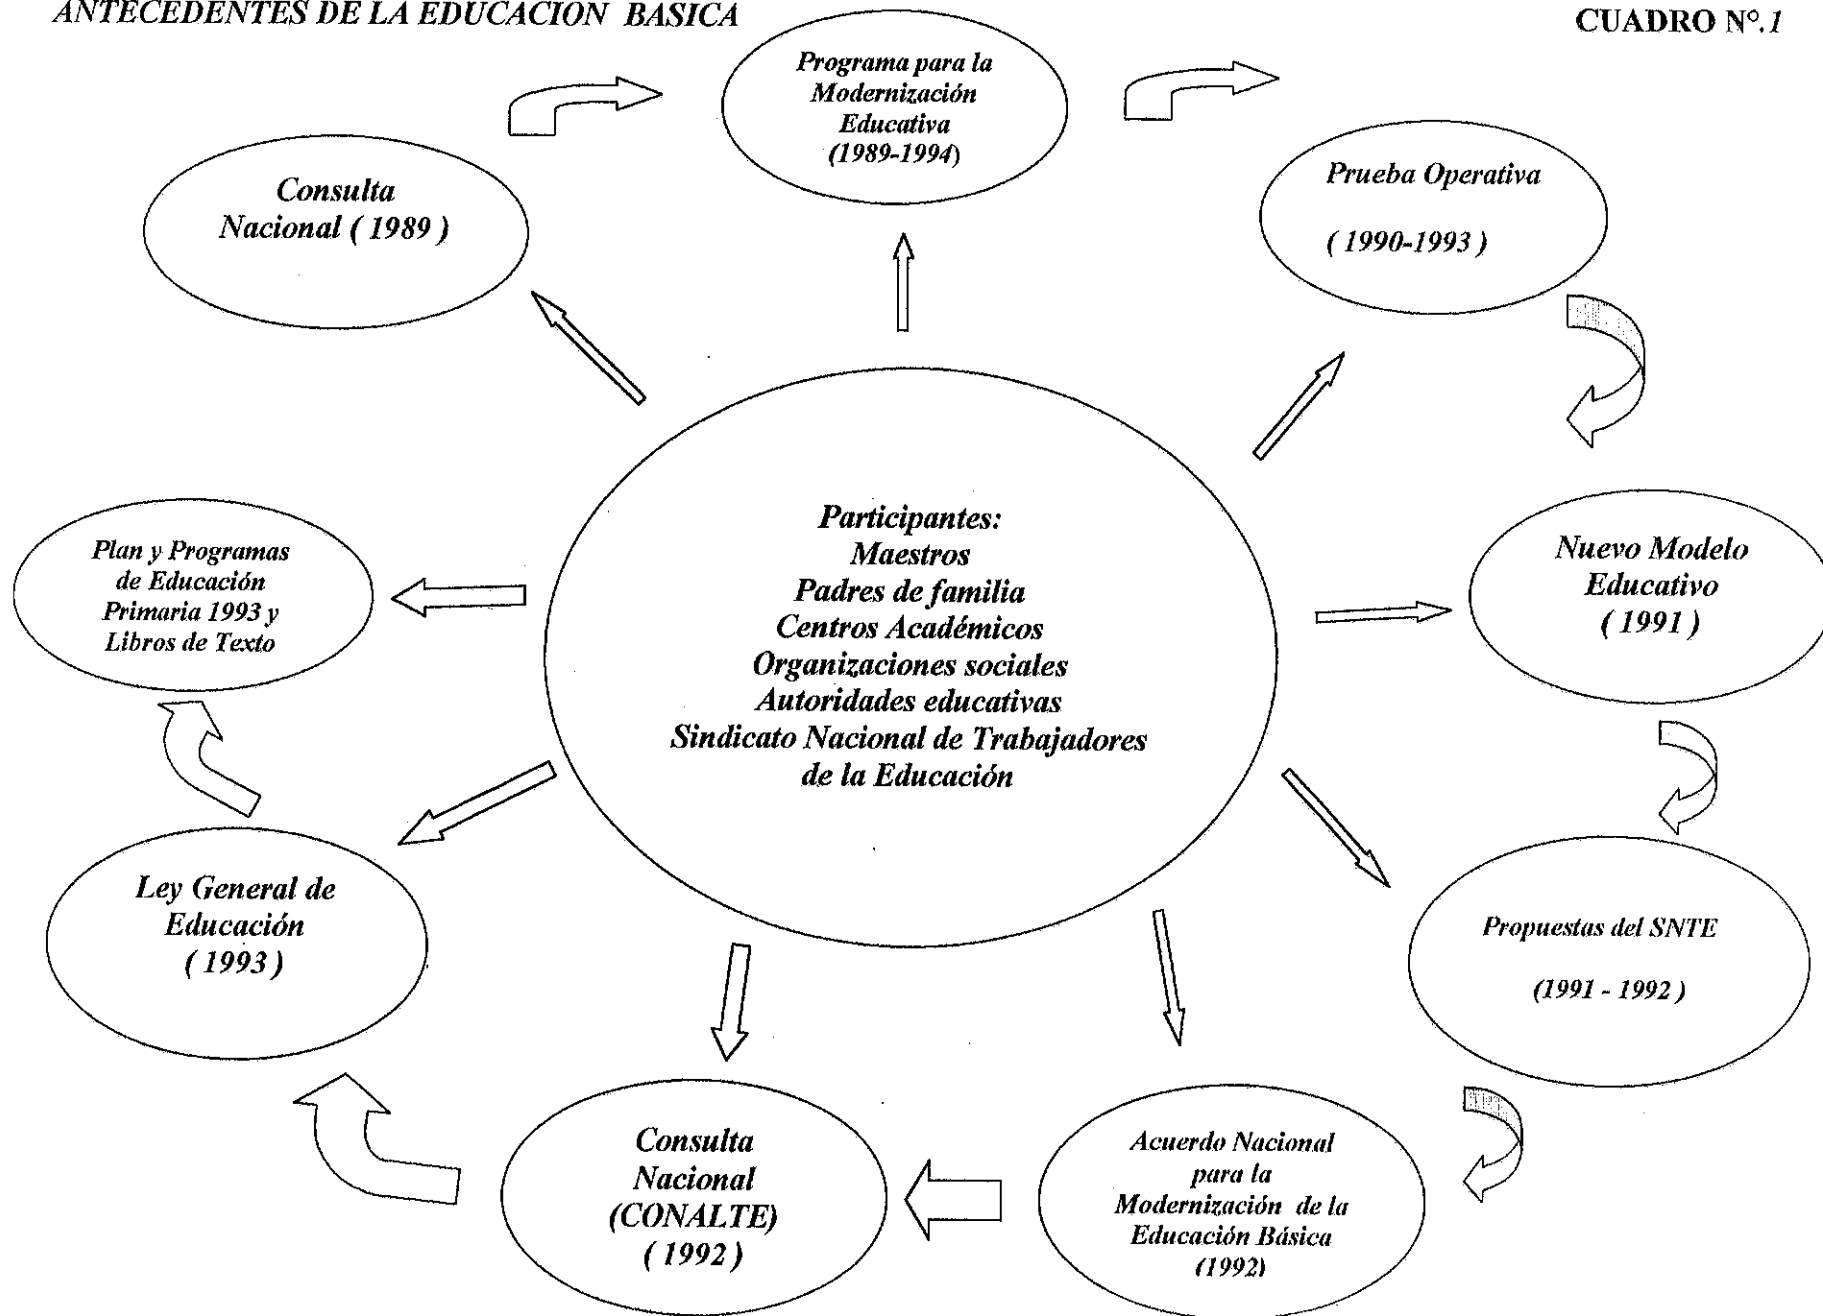 ANTECEDENTES DE LA EDUCACION BASICA
CUADRO Nº.1
Programa para la
Modernización
Educativa
(1989-1994)
Prueba Operativa
( 1990-1993 )
Nuevo Modelo
Educativo
( 1991 )
Propuestas del SNTE
(1991 - 1992 )
Acuerdo Nacional
para la
Modernización de la
Educación Básica
(1992)
Consulta
Nacional
(CONALTE)
( 1992 )
Ley General de
Educación
( 1993 )
Plan y Programas
de Educación
Primaria 1993 y
Libros de Texto
Consulta
Nacional ( 1989 )
Participantes:
Maestros
Padres de familia
Centros Académicos
Organizaciones sociales
Autoridades educativas
Sindicato Nacional de Trabajadores
de la Educación